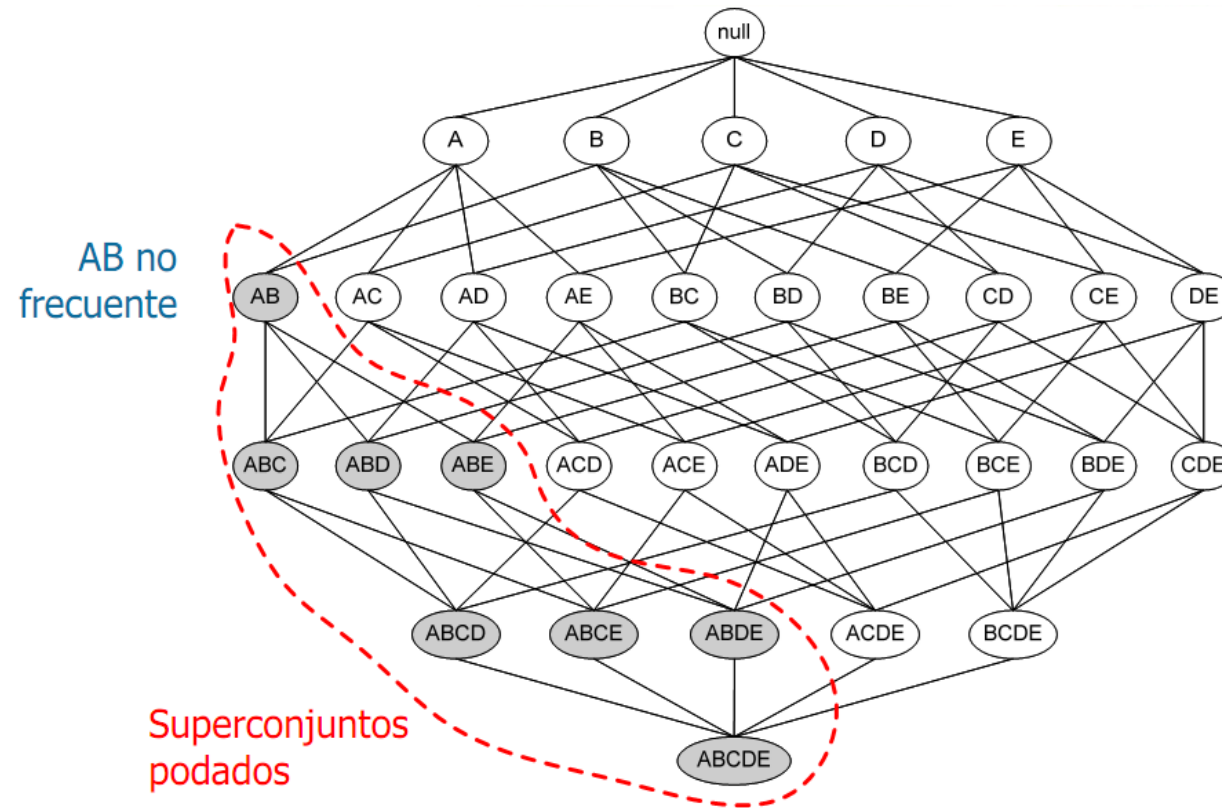 null
A B C D E
AB no
frecuente
AB AC AD AE BC BD BE CD CE DE
ABC ABD ABE ACD ACE ADE BCD BCE BDE CDE
ABCD ABCE ABDE ACDE BCDE
Superconjuntos
podados
ABCDE